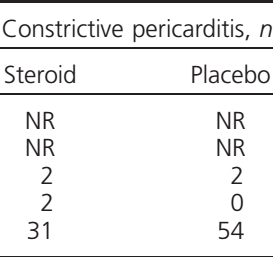 Constrictive pericarditis, n
Steroid Placebo
NR NR
NR NR
2 2
2 0
31 54